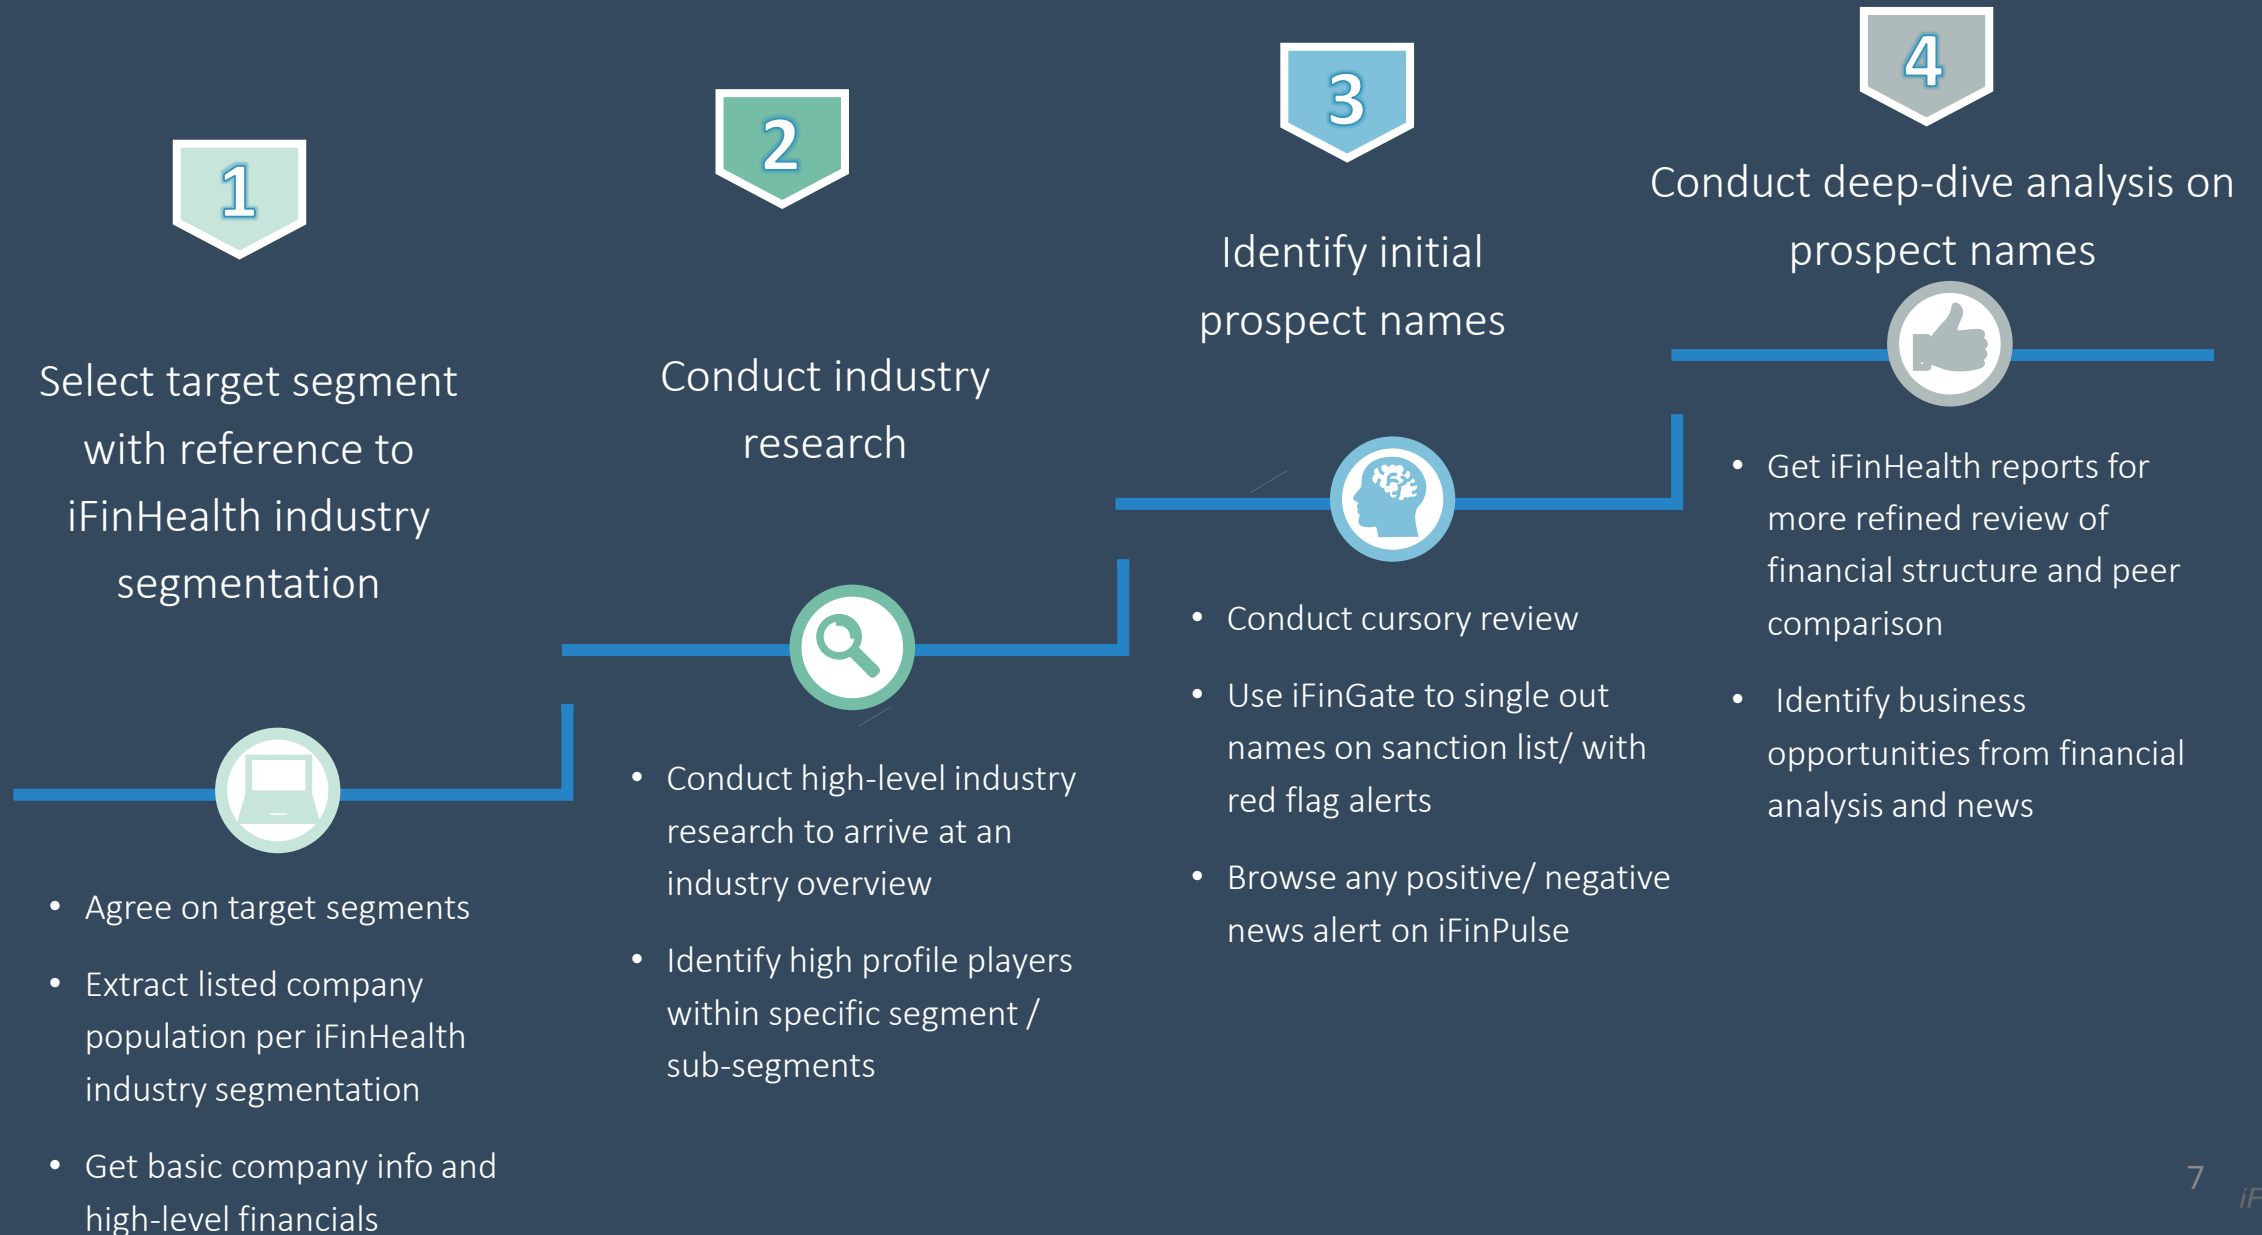 1
Select target segment
with reference to
iFinHealth industry
segmentation
• Agree on target segments
• Extract listed company
population per iFinHealth
industry segmentation
• Get basic company info and
high-level financials
2
Conduct industry
research
• Conduct high-level industry
research to arrive at an
industry overview
• Identify high profile players
within specific segment /
sub-segments
3
Identify initial
prospect names
• Conduct cursory review
• Use iFinGate to single out
names on sanction list/ with
red flag alerts
• Browse any positive/ negative
news alert on iFinPulse
4
Conduct deep-dive analysis on
prospect names
• Get iFinHealth reports for
more refined review of
financial structure and peer
comparison
• Identify business
opportunities from financial
analysis and news
7